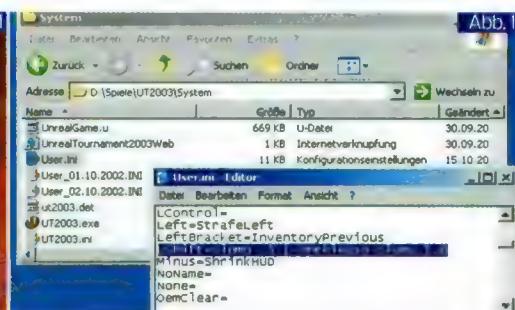 System
Abb. 1
Datei Bearbeiten Ansicht Favoriten Extras ?
Zurück Suchen Ordner
Adresse D:\Spiele\UT2003\System Wechseln zu
Name Größe Typ Geändert
UnrealGame.u 669 KB U-Datei 30.09.20
UnrealTournament2003Web 1 KB Internetverknüpfung 30.09.20
User.ini 11 KB Konfigurationseinstellungen 15.10.20
User_01.10.2002.INI
User_02.10.2002.INI
ut2003.det
UT2003.exe
UT2003.ini
User.ini - Editor
Datei Bearbeiten Format Ansicht ?
LControl=
Left=StrafeLeft
LeftBracket=InventoryPrevious
Minus=ShrinkHUD
NoName=
None=
OemClear=